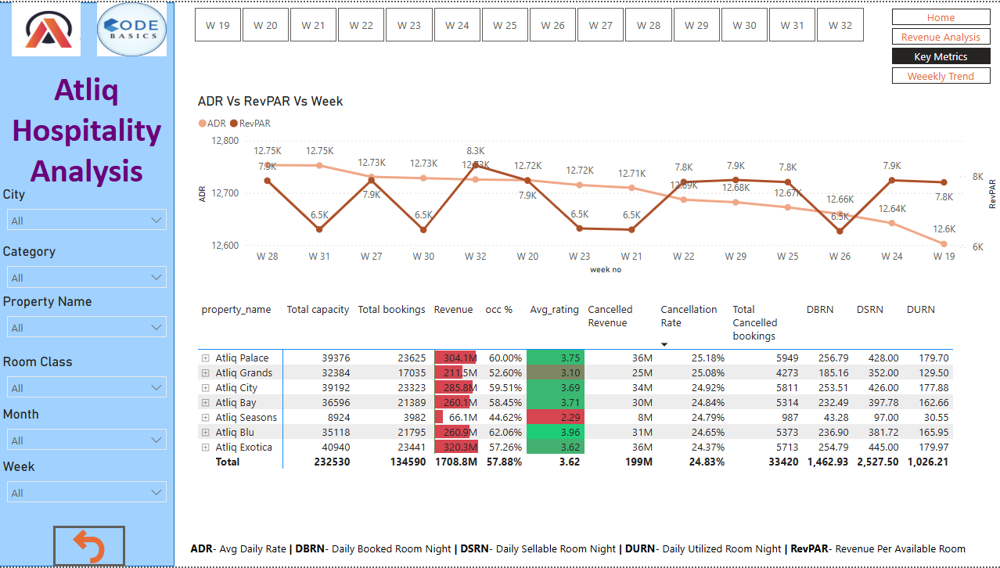 CODE
BASICS
Atliq
Hospitality
Analysis
City
All
Category
All
Property Name
All
Room Class
All
Month
All
Week
All
W 19 W 20 W 21 W 22 W 23 W 24 W 25 W 26 W 27 W 28 W 29 W 30 W 31 W 32
Home
Revenue Analysis
Key Metrics
Weeekly Trend
ADR Vs RevPAR Vs Week
ADR RevPAR
12,800
12,700
12,600
ADR
12.75K 12.75K 12.73K 12.73K 12.73K 12.72K 12.72K 12.71K 12.69K 12.68K 12.67K 12.66K 12.64K 12.6K
7.9K 6.5K 7.9K 6.5K 8.3K 7.9K 6.5K 6.5K 7.8K 7.9K 7.8K 6.5K 7.9K 7.8K
8K
6K
RevPAR
W 28 W 31 W 27 W 30 W 32 W 20 W 23 W 21 W 22 W 29 W 25 W 26 W 24 W 19
week no
property_name Total capacity Total bookings Revenue occ % Avg_rating Cancelled Revenue Cancellation Rate Total Cancelled bookings DBRN DSRN DURN
Atliq Palace 39376 23625 304.1M 60.00% 3.75 36M 25.18% 5949 256.79 428.00 179.70
Atliq Grands 32384 17035 211.5M 52.60% 3.10 25M 25.08% 4273 185.16 352.00 129.50
Atliq City 39192 23323 285.8M 59.51% 3.69 34M 24.92% 5811 253.51 426.00 177.88
Atliq Bay 36596 21389 260.1M 58.45% 3.71 30M 24.84% 5314 232.49 397.78 162.66
Atliq Seasons 8924 3982 66.1M 44.62% 2.29 8M 24.79% 987 43.28 97.00 30.55
Atliq Blu 35118 21795 260.9M 62.06% 3.96 31M 24.65% 5373 236.90 381.72 165.95
Atliq Exotica 40940 23441 320.3M 57.26% 3.62 36M 24.37% 5713 254.79 445.00 179.97
Total 232530 134590 1708.8M 57.88% 3.62 199M 24.83% 33420 1,462.93 2,527.50 1,026.21
ADR- Avg Daily Rate | DBRN- Daily Booked Room Night | DSRN- Daily Sellable Room Night | DURN- Daily Utilized Room Night | RevPAR- Revenue Per Available Room